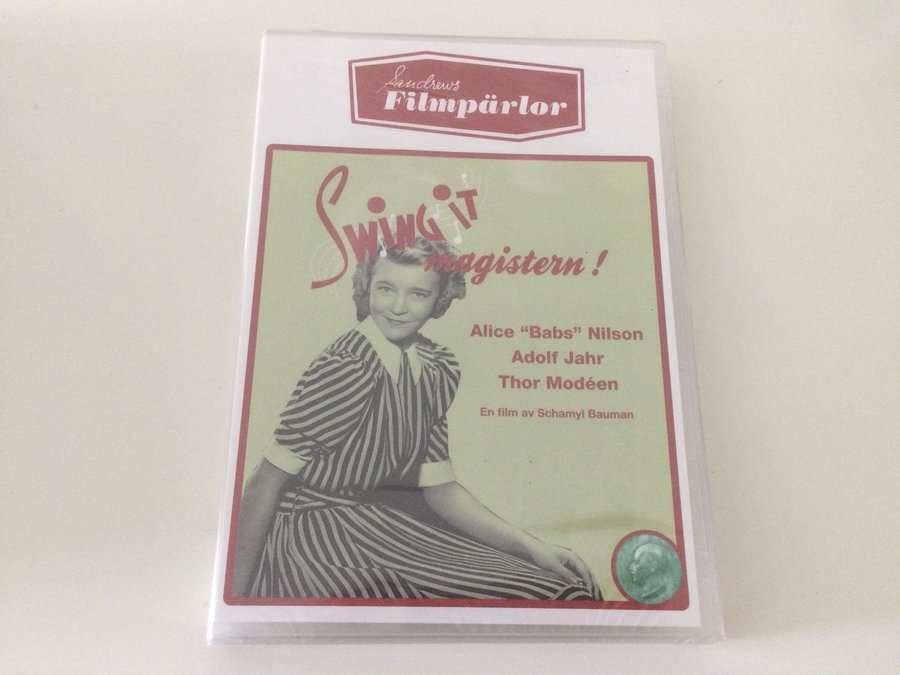 Sandrews
Filmpärlor
Swing it
magistern!
Alice "Babs" Nilson
Adolf Jahr
Thor Modéen
En film av Schamyl Bauman